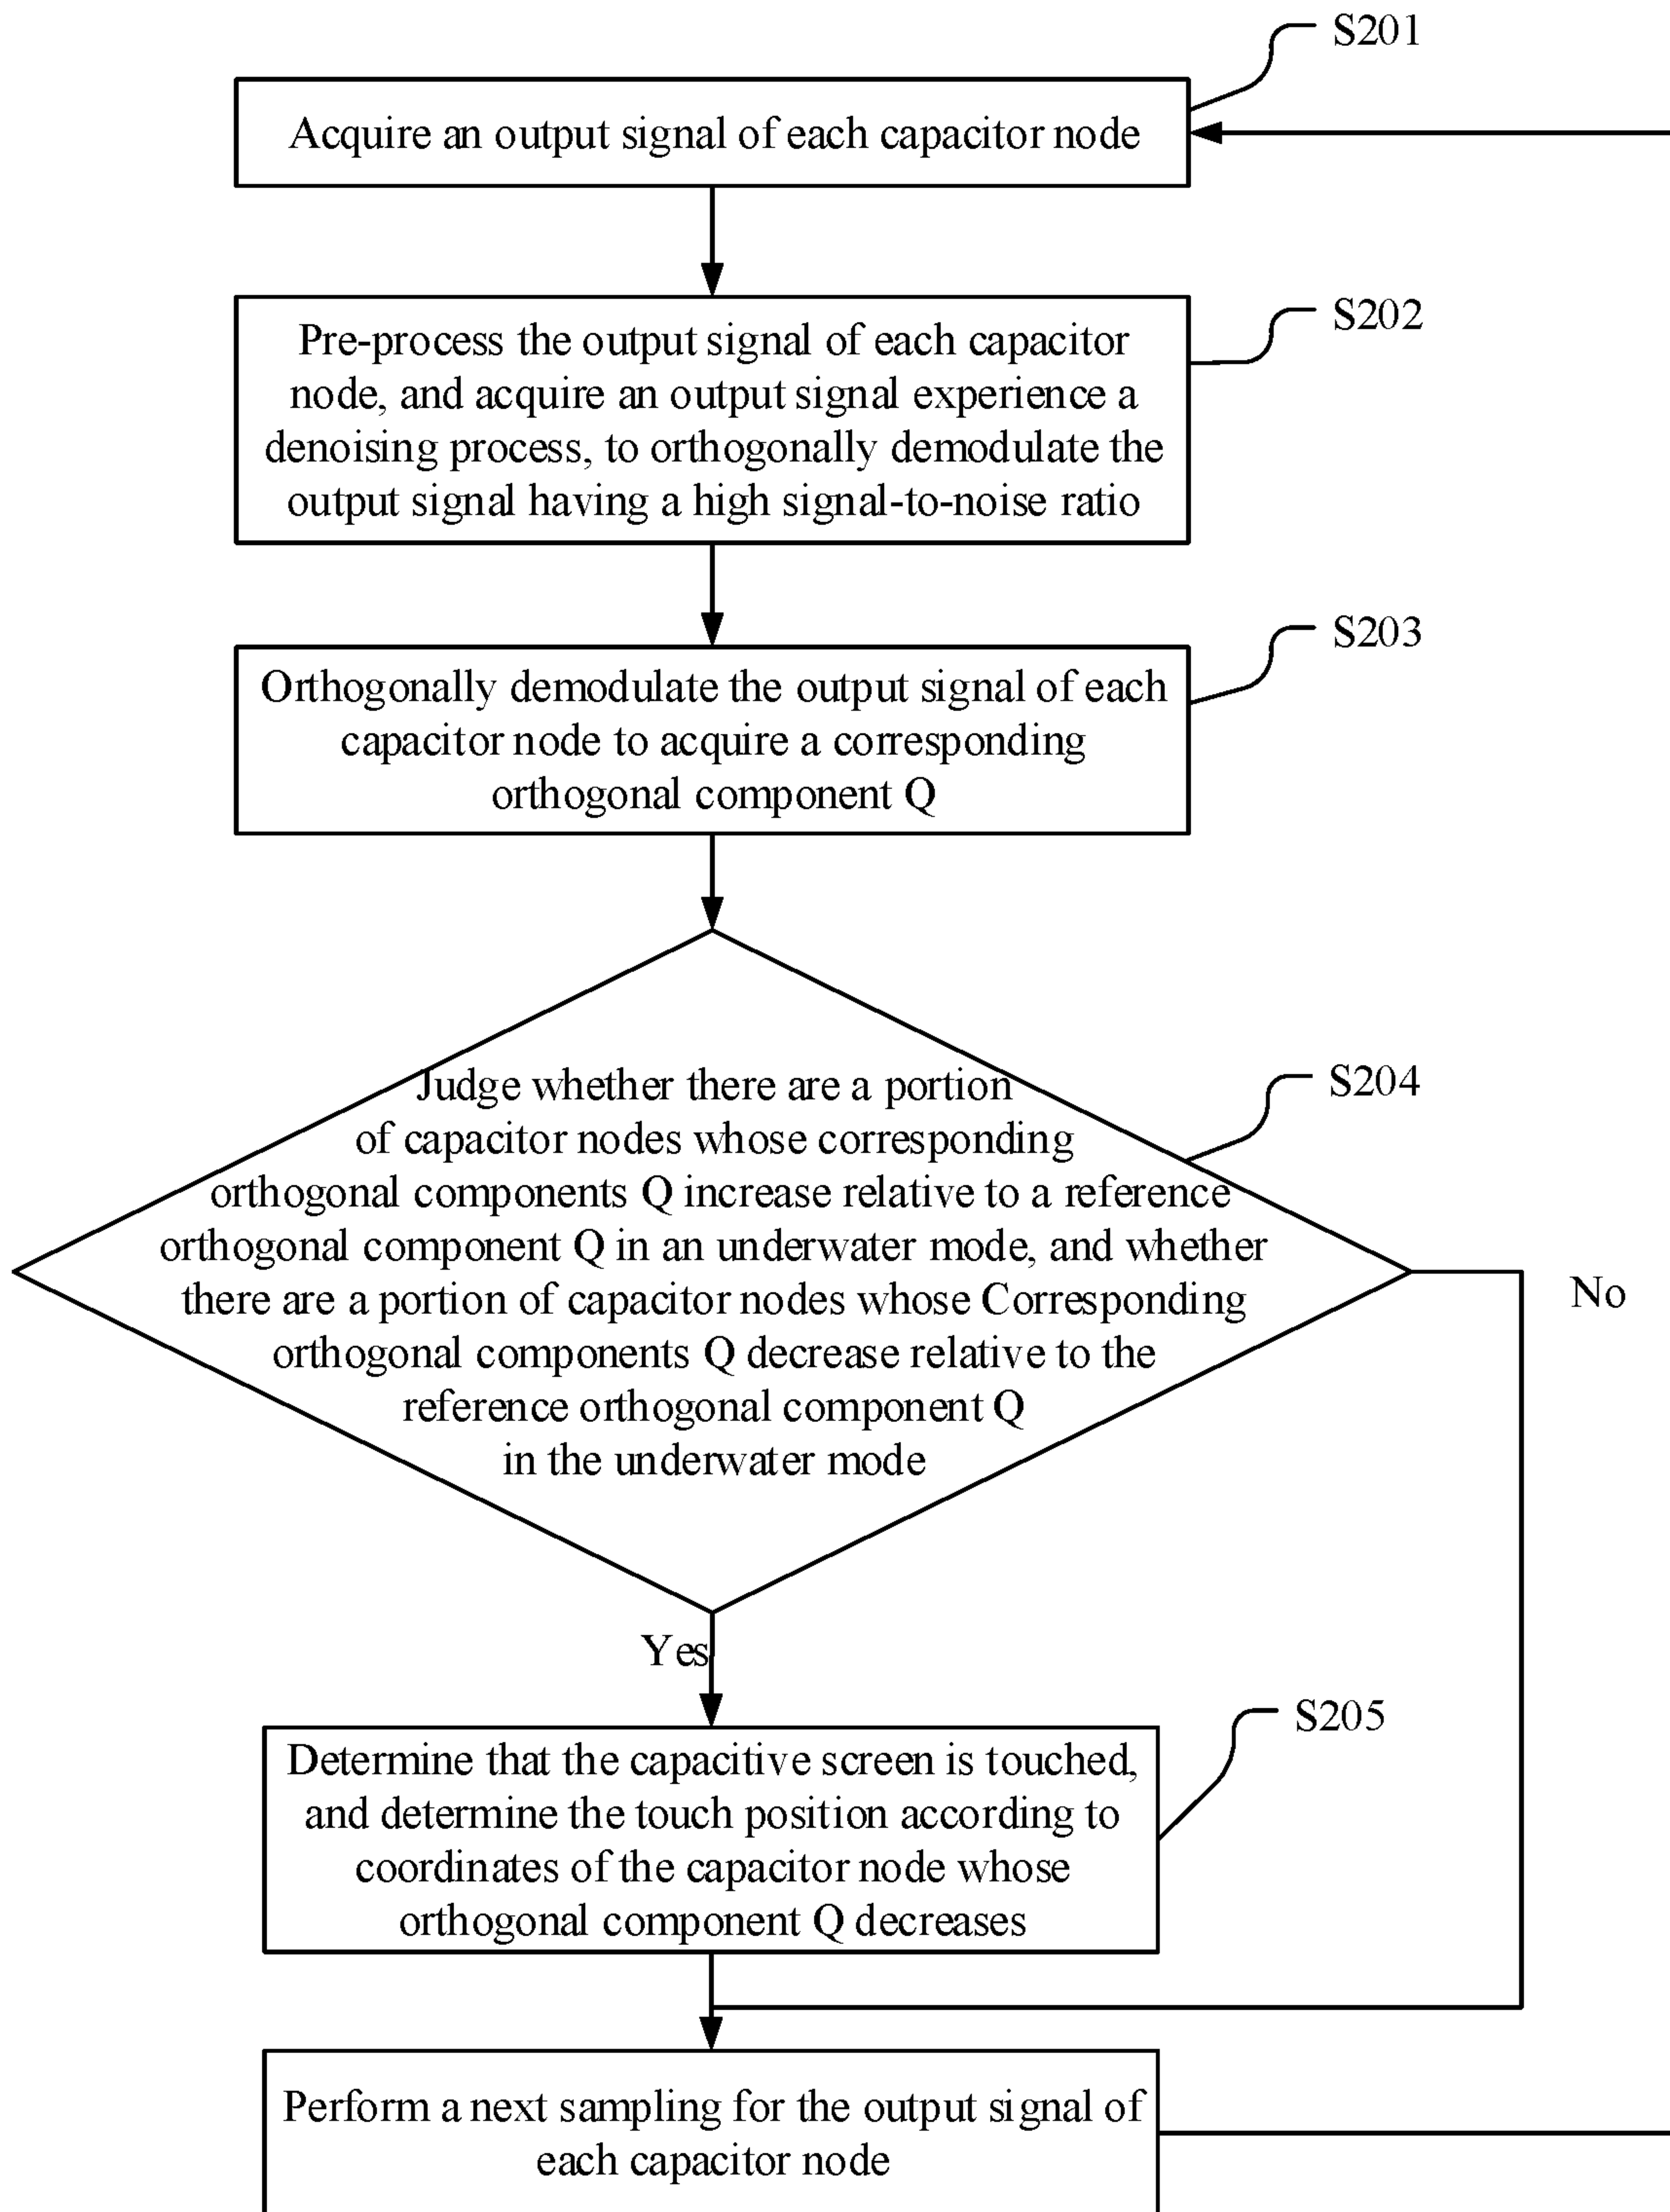 S201
Acquire an output signal of each capacitor node
S202
Pre-process the output signal of each capacitor
node, and acquire an output signal experience a
denoising process, to orthogonally demodulate the
output signal having a high signal-to-noise ratio
S203
Orthogonally demodulate the output signal of each
capacitor node to acquire a corresponding
orthogonal component Q
S204
Judge whether there are a portion
of capacitor nodes whose corresponding
orthogonal components Q increase relative to a reference
orthogonal component Q in an underwater mode, and whether
there are a portion of capacitor nodes whose Corresponding
orthogonal components Q decrease relative to the
reference orthogonal component Q
in the underwater mode
No
Yes
S205
Determine that the capacitive screen is touched,
and determine the touch position according to
coordinates of the capacitor node whose
orthogonal component Q decreases
Perform a next sampling for the output signal of
each capacitor node